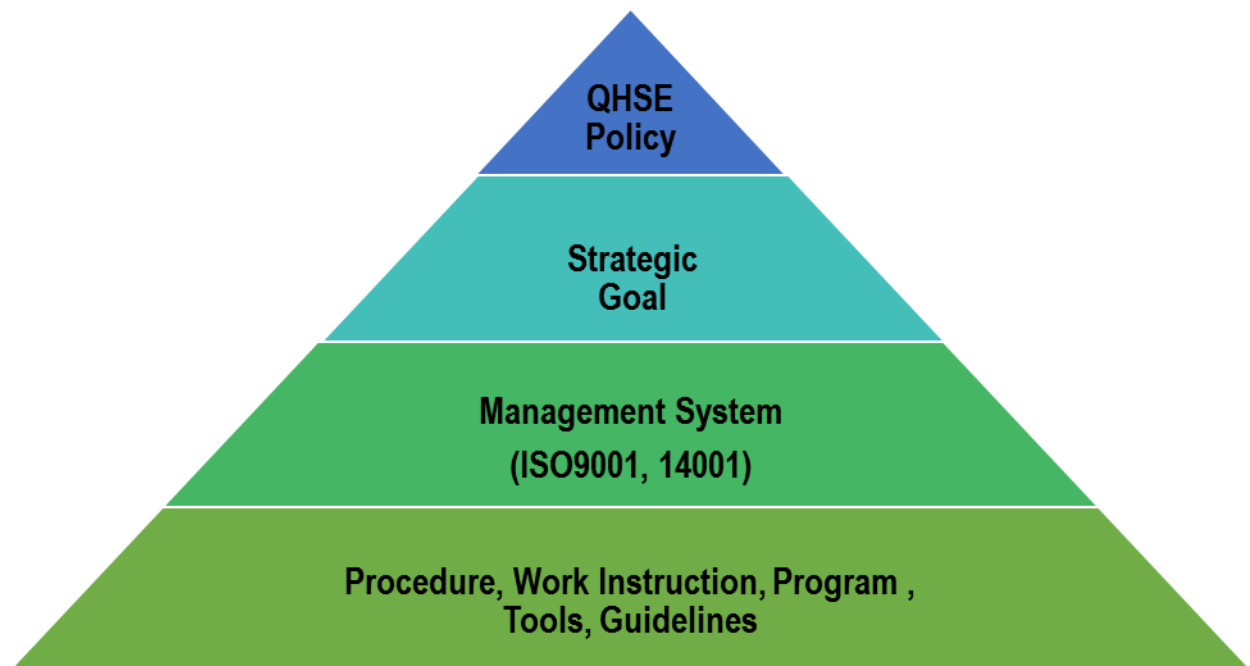 QHSE
Policy
Strategic
Goal
Management System
(ISO9001, 14001)
Procedure, Work Instruction, Program ,
Tools, Guidelines